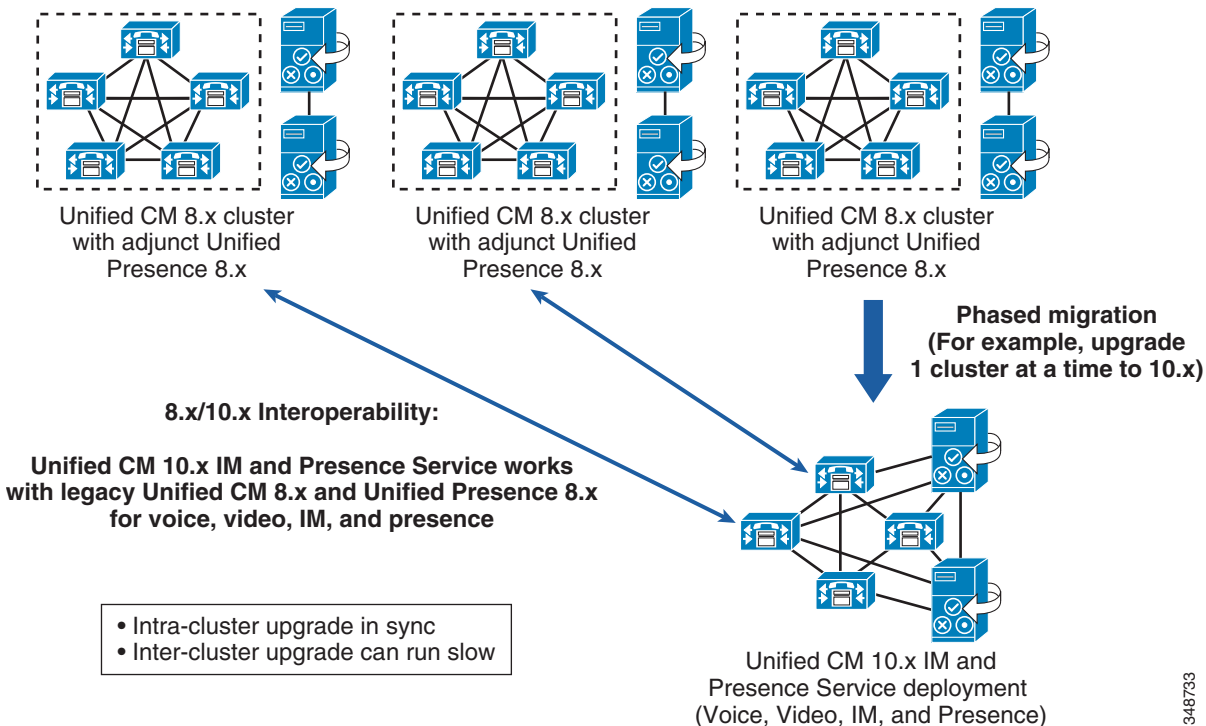 Unified CM 8.x cluster
with adjunct Unified
Presence 8.x
Unified CM 8.x cluster
with adjunct Unified
Presence 8.x
Unified CM 8.x cluster
with adjunct Unified
Presence 8.x
Phased migration
(For example, upgrade
1 cluster at a time to 10.x)
8.x/10.x Interoperability:
Unified CM 10.x IM and Presence Service works
with legacy Unified CM 8.x and Unified Presence 8.x
for voice, video, IM, and presence
• Intra-cluster upgrade in sync
• Inter-cluster upgrade can run slow
Unified CM 10.x IM and
Presence Service deployment
(Voice, Video, IM, and Presence)
348733